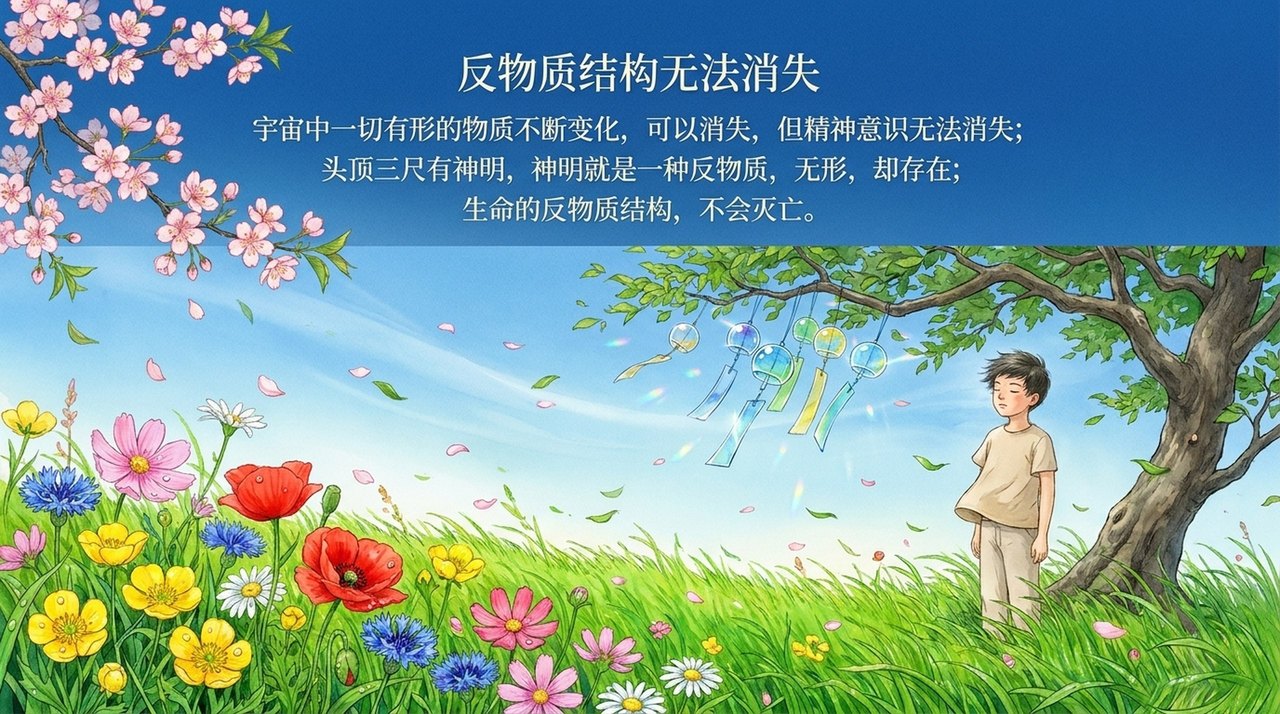 反物质结构无法消失
宇宙中一切有形的物质不断变化，可以消失，但精神意识无法消失；
头顶三尺有神明，神明就是一种反物质，无形，却存在；
生命的反物质结构，不会灭亡。